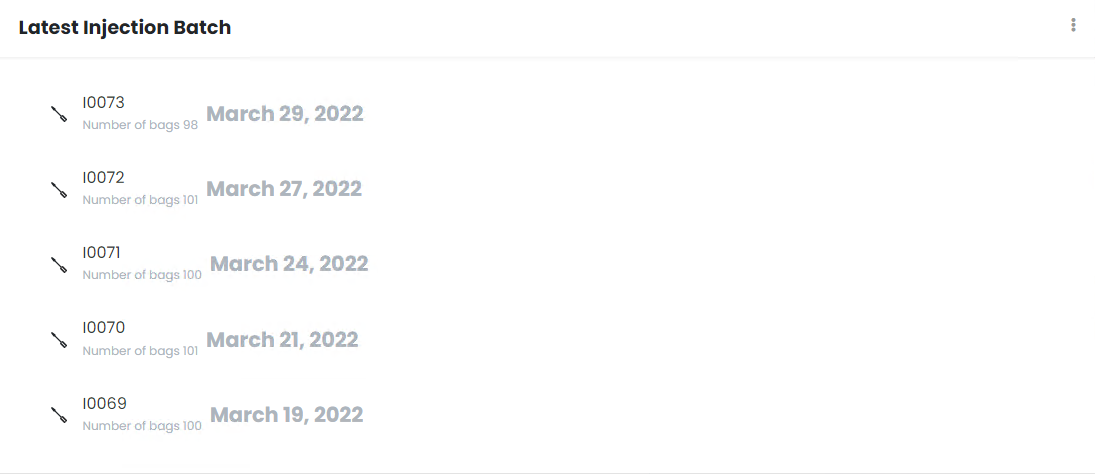 Latest Injection Batch
I0073
Number of bags 98
March 29, 2022
I0072
Number of bags 101
March 27, 2022
I0071
Number of bags 100
March 24, 2022
I0070
Number of bags 101
March 21, 2022
I0069
Number of bags 100
March 19, 2022